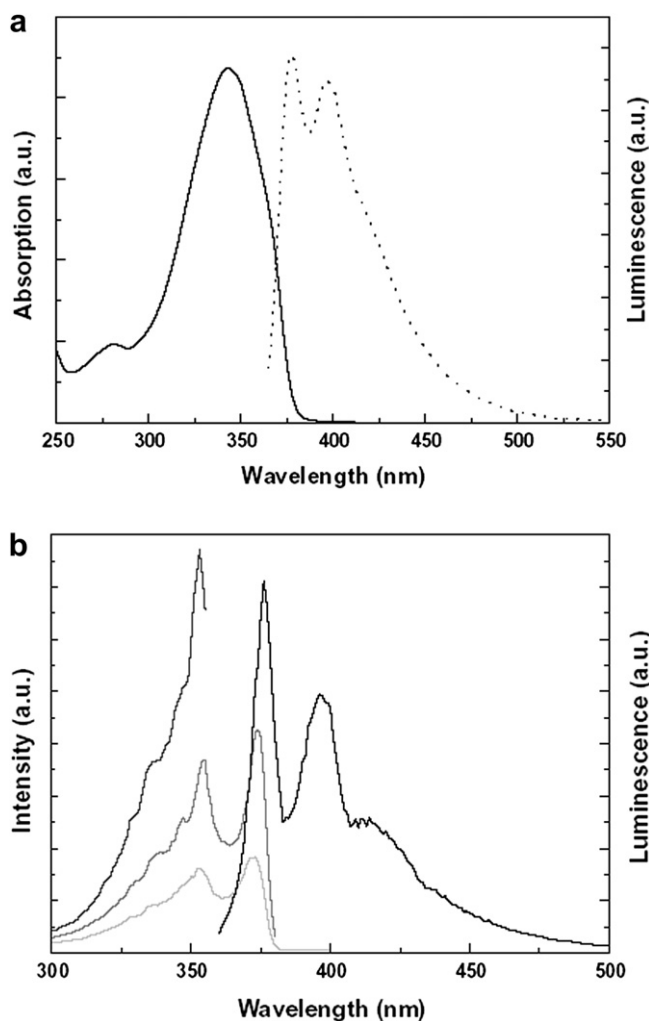 a
Absorption (a.u.)
Luminescence (a.u.)
250 300 350 400 450 500 550
Wavelength (nm)
b
Intensity (a.u.)
Luminescence (a.u.)
300 350 400 450 500
Wavelength (nm)